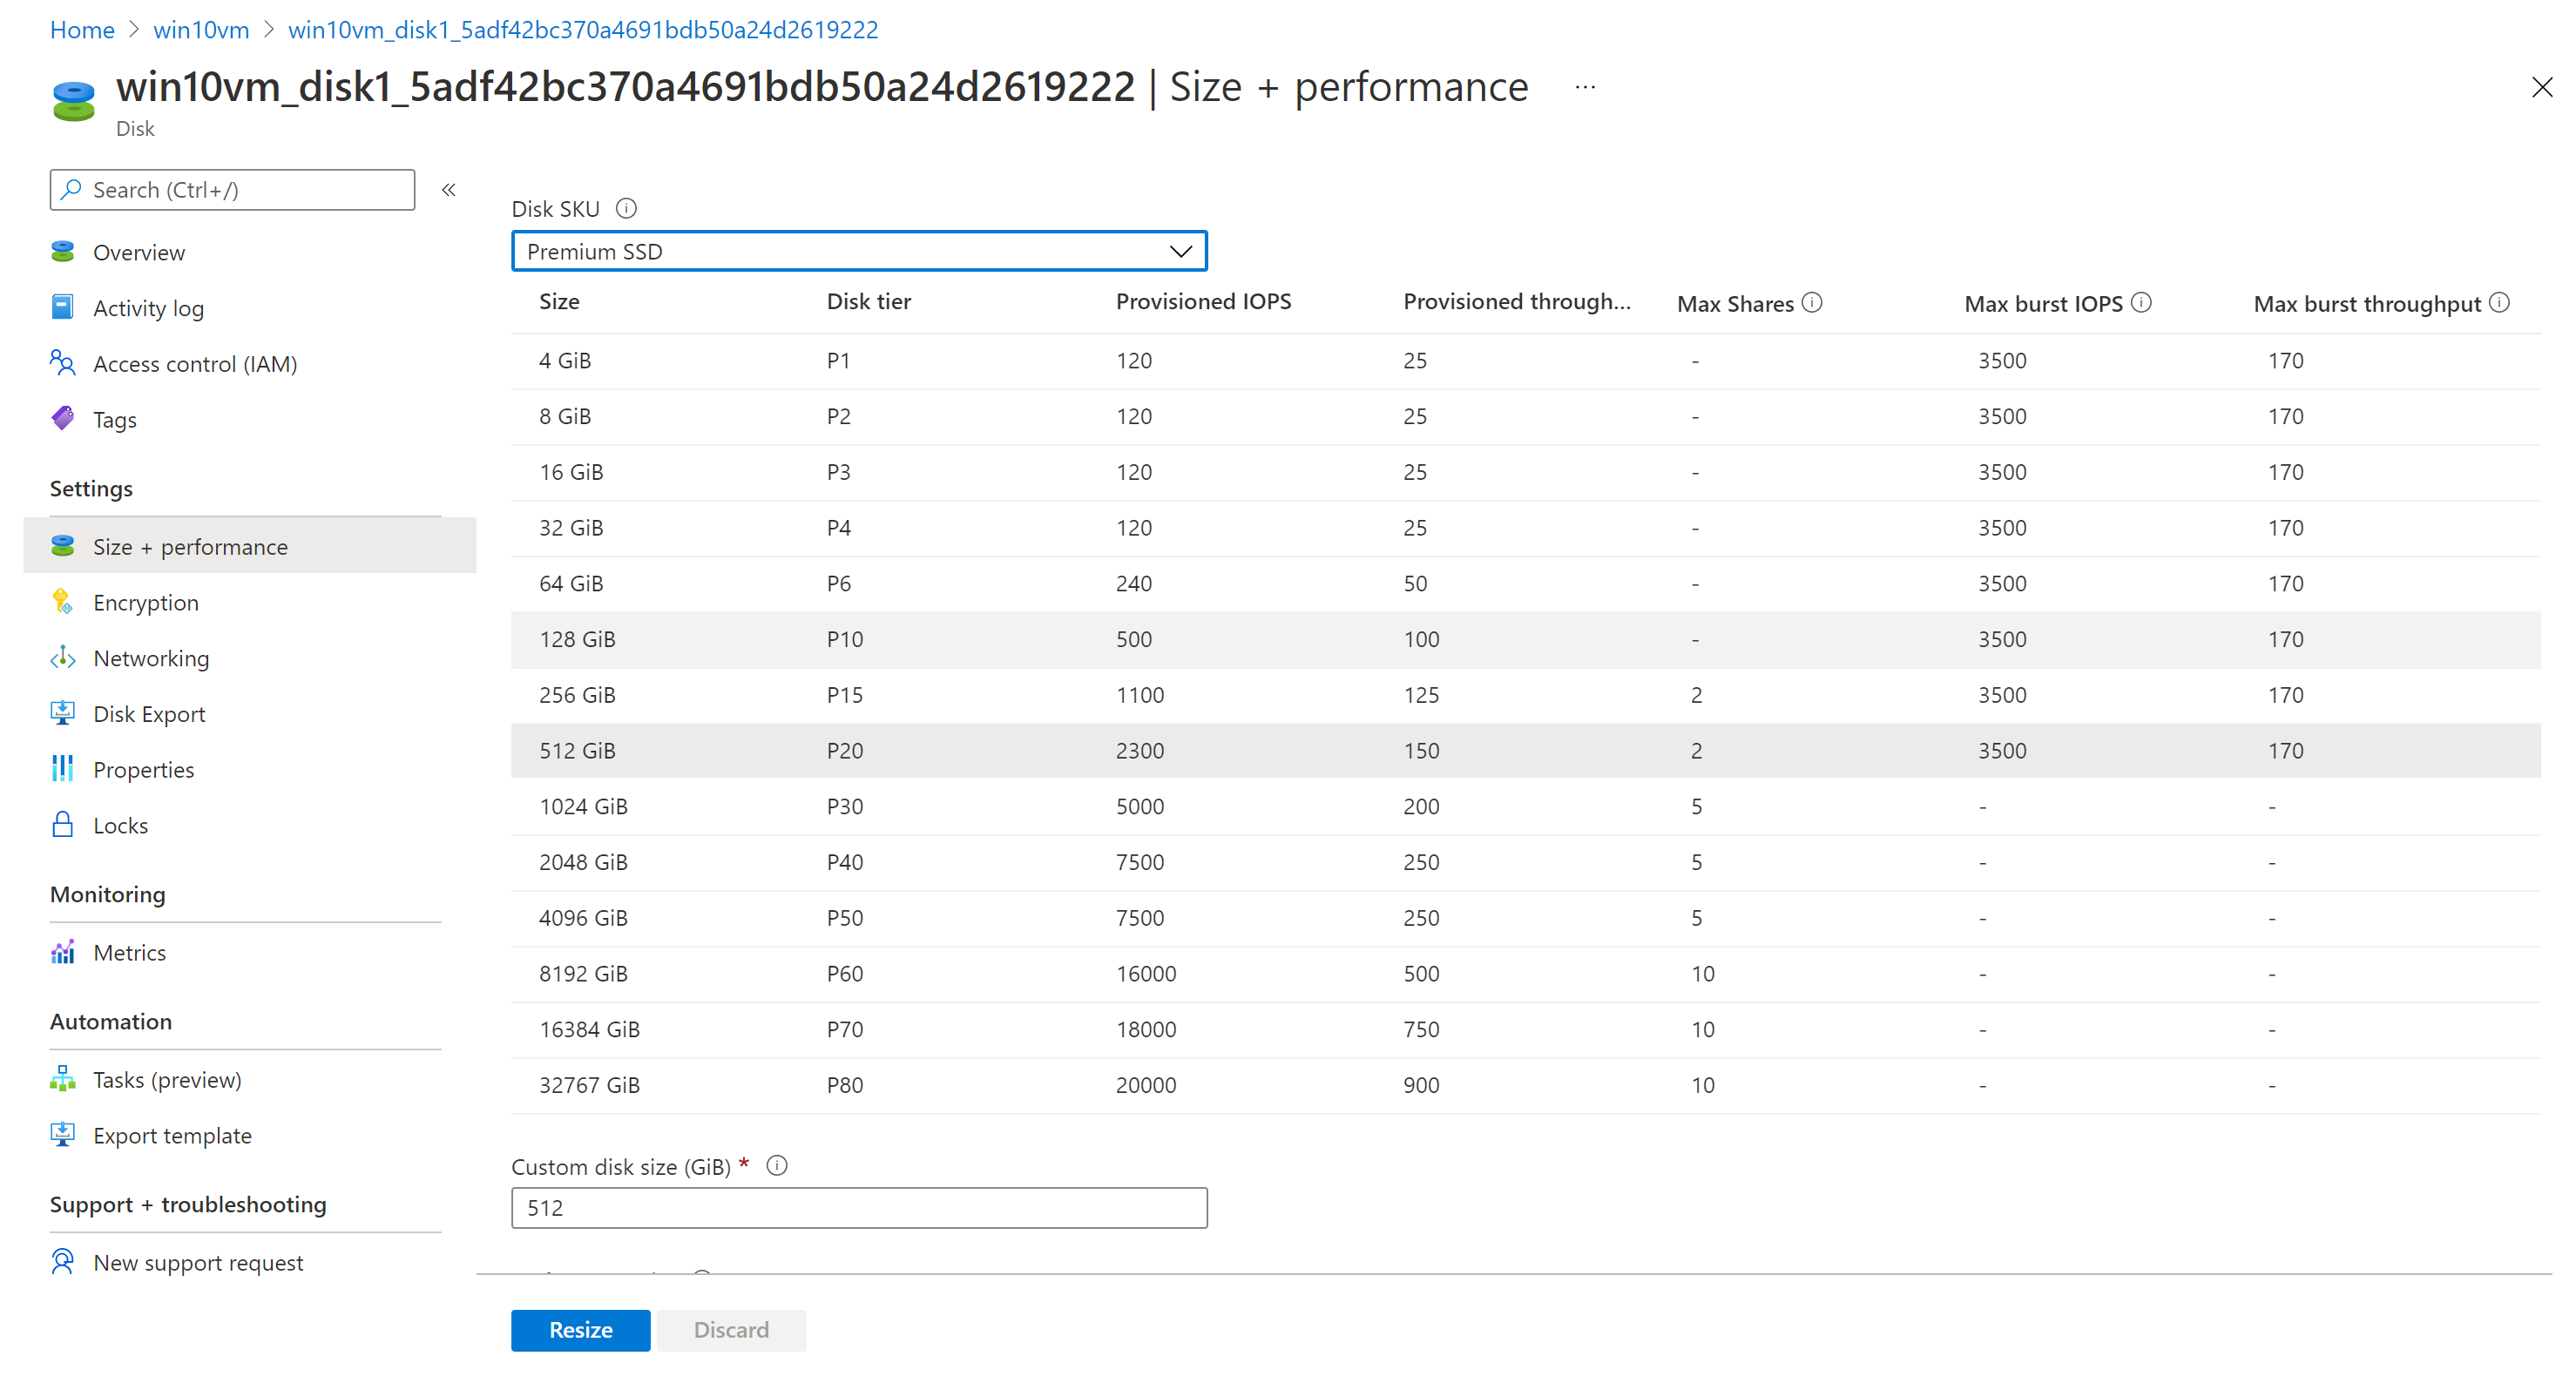 Home > win10vm > win10vm_disk1_5adf42bc370a4691bdb50a24d2619222
win10vm_disk1_5adf42bc370a4691bdb50a24d2619222 | Size + performance ...
Disk
Search (Ctrl+/)
Overview
Activity log
Access control (IAM)
Tags
Settings
Size + performance
Encryption
Networking
Disk Export
Properties
Locks
Monitoring
Metrics
Automation
Tasks (preview)
Export template
Support + troubleshooting
New support request
Disk SKU
Premium SSD
Size Disk tier Provisioned IOPS Provisioned through... Max Shares Max burst IOPS Max burst throughput
4 GiB P1 120 25 - 3500 170
8 GiB P2 120 25 - 3500 170
16 GiB P3 120 25 - 3500 170
32 GiB P4 120 25 - 3500 170
64 GiB P6 240 50 - 3500 170
128 GiB P10 500 100 - 3500 170
256 GiB P15 1100 125 2 3500 170
512 GiB P20 2300 150 2 3500 170
1024 GiB P30 5000 200 5 - -
2048 GiB P40 7500 250 5 - -
4096 GiB P50 7500 250 5 - -
8192 GiB P60 16000 500 10 - -
16384 GiB P70 18000 750 10 - -
32767 GiB P80 20000 900 10 - -
Custom disk size (GiB) *
512
Resize Discard